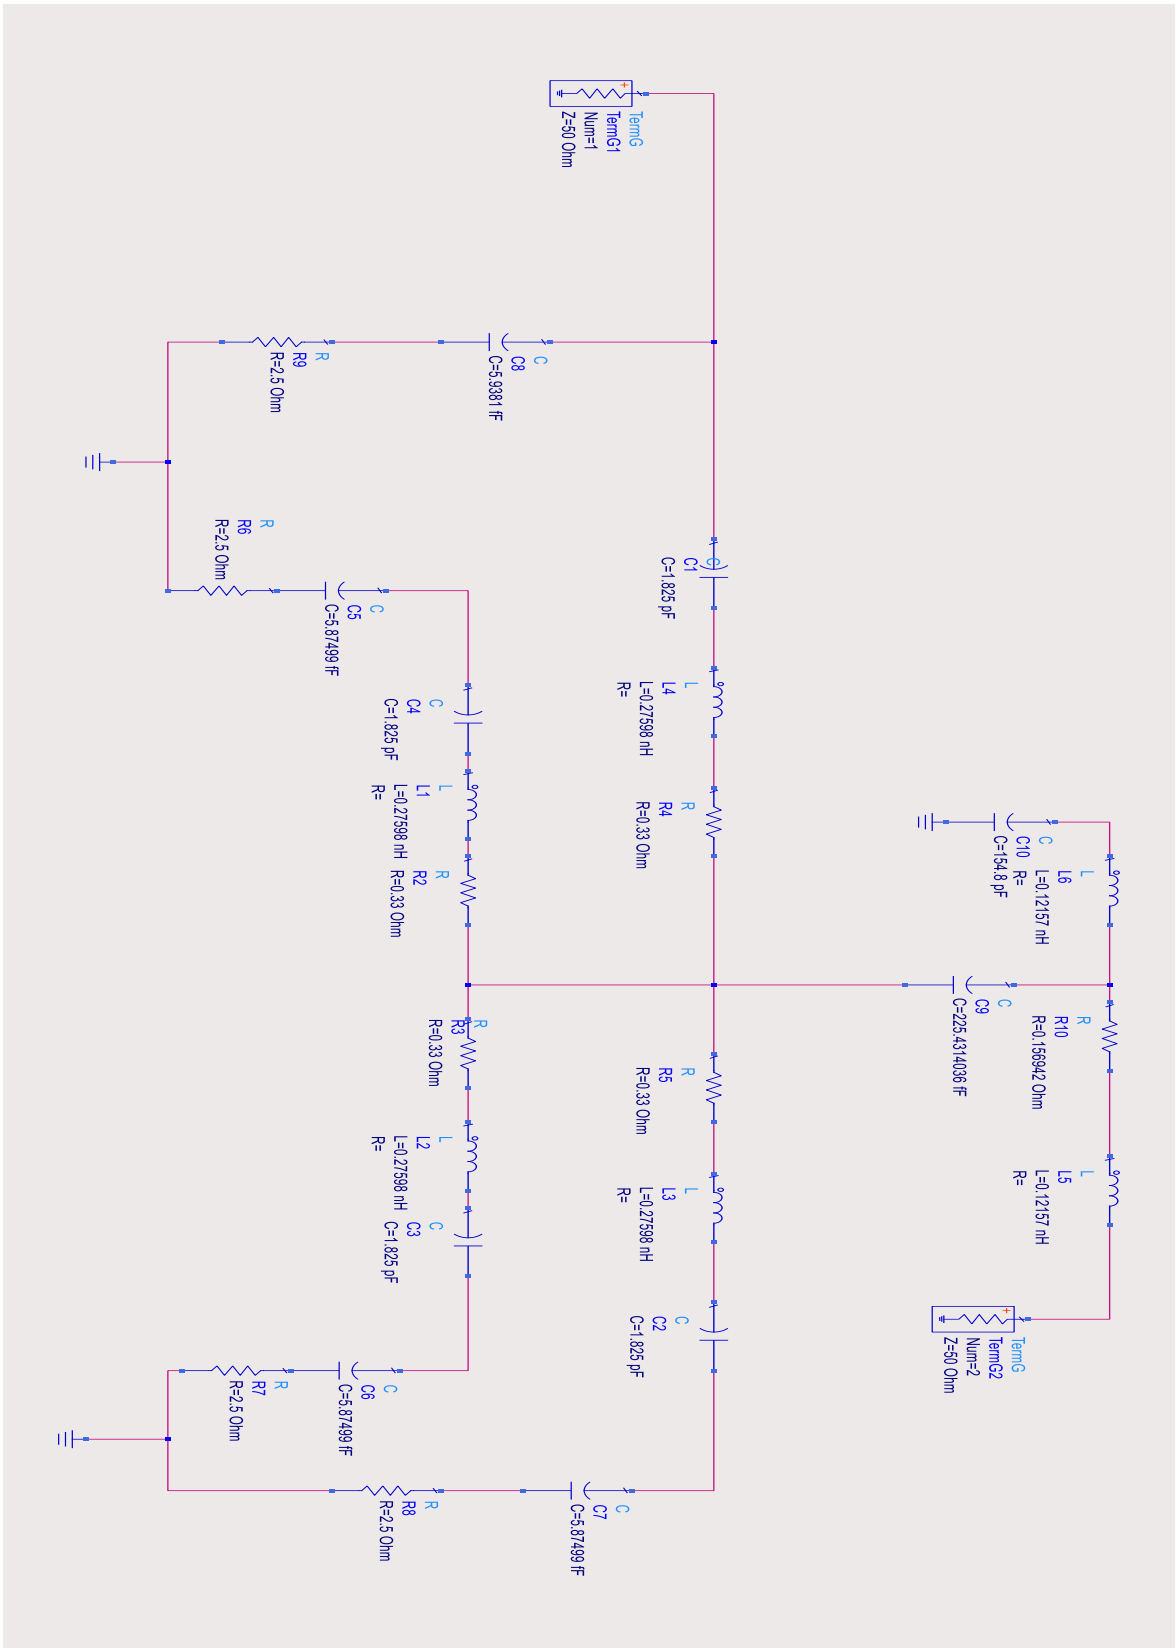 TermG
TermG1
Num=1
Z=50 Ohm
+
R
R9
R=2.5 Ohm
C
C8
C=5.9381 fF
R
R6
R=2.5 Ohm
C
C5
C=5.87499 fF
C
C1
C=1.825 pF
C
C4
C=1.825 pF
L
L4
L=0.27598 nH
R=
L
L1
L=0.27598 nH
R=
R
R4
R=0.33 Ohm
R
R2
R=0.33 Ohm
C
C10
C=154.8 pF
L
L6
L=0.12157 nH
R=
C
C9
C=225.4314036 fF
R
R10
R=0.156942 Ohm
R
R3
R=0.33 Ohm
R
R5
R=0.33 Ohm
L
L2
L=0.27598 nH
R=
L
L3
L=0.27598 nH
R=
L
L5
L=0.12157 nH
R=
C
C3
C=1.825 pF
C
C2
C=1.825 pF
TermG
TermG2
Num=2
Z=50 Ohm
+
R
R7
R=2.5 Ohm
C
C6
C=5.87499 fF
R
R8
R=2.5 Ohm
C
C7
C=5.87499 fF